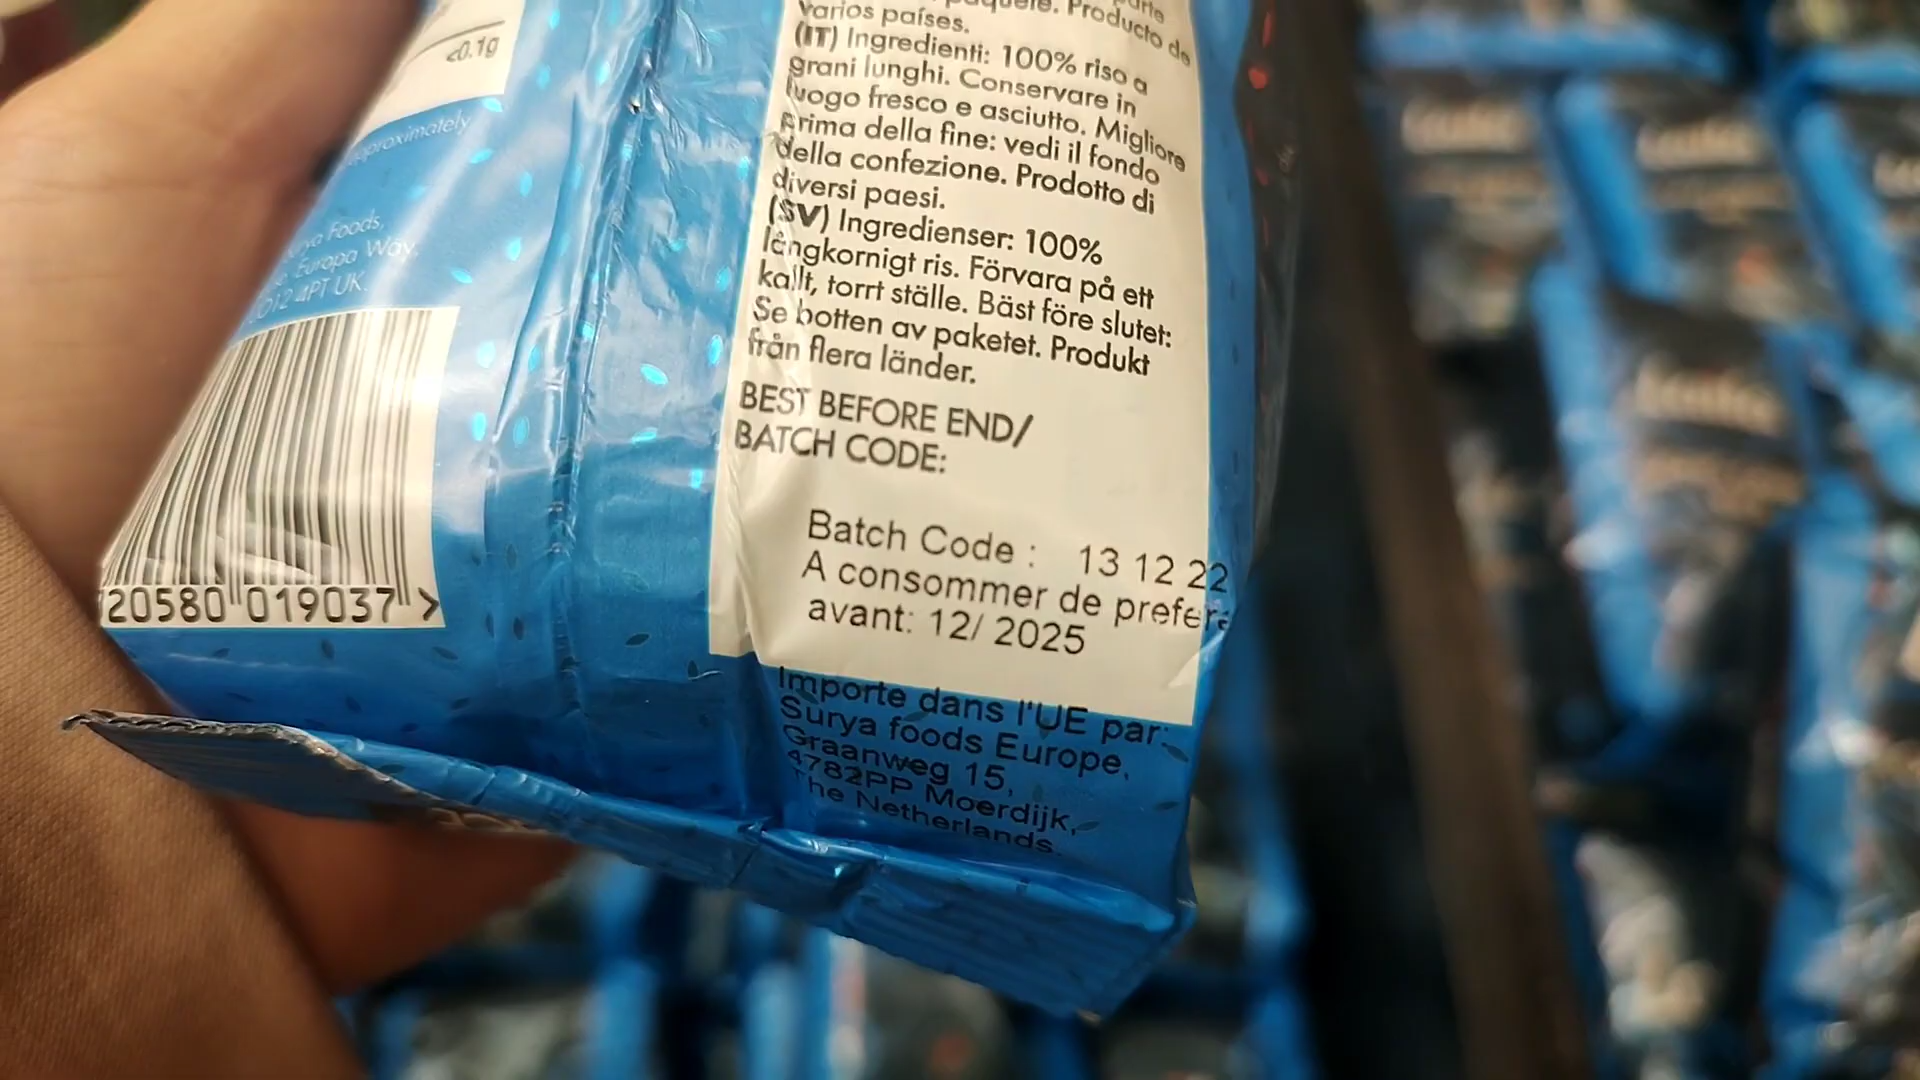 <0.1g
approximately
Foods,
Europa Way,
4PT UK.
20580 019037 >
varios países.
Producto de
(IT) Ingredienti: 100% riso a
grani lunghi. Conservare in
luogo fresco e asciutto. Migliore
prima della fine: vedi il fondo
della confezione. Prodotto di
diversi paesi.
(SV) Ingredienser: 100%
långkornigt ris. Förvara på ett
kallt, torrt ställe. Bäst före slutet:
Se botten av paketet. Produkt
från flera länder.
BEST BEFORE END/
BATCH CODE:
Batch Code : 13 12 22
A consommer de prefer
avant: 12/ 2025
Importe dans l'UE par:
Surya foods Europe,
Graanweg 15,
4782PP Moerdijk,
The Netherlands.